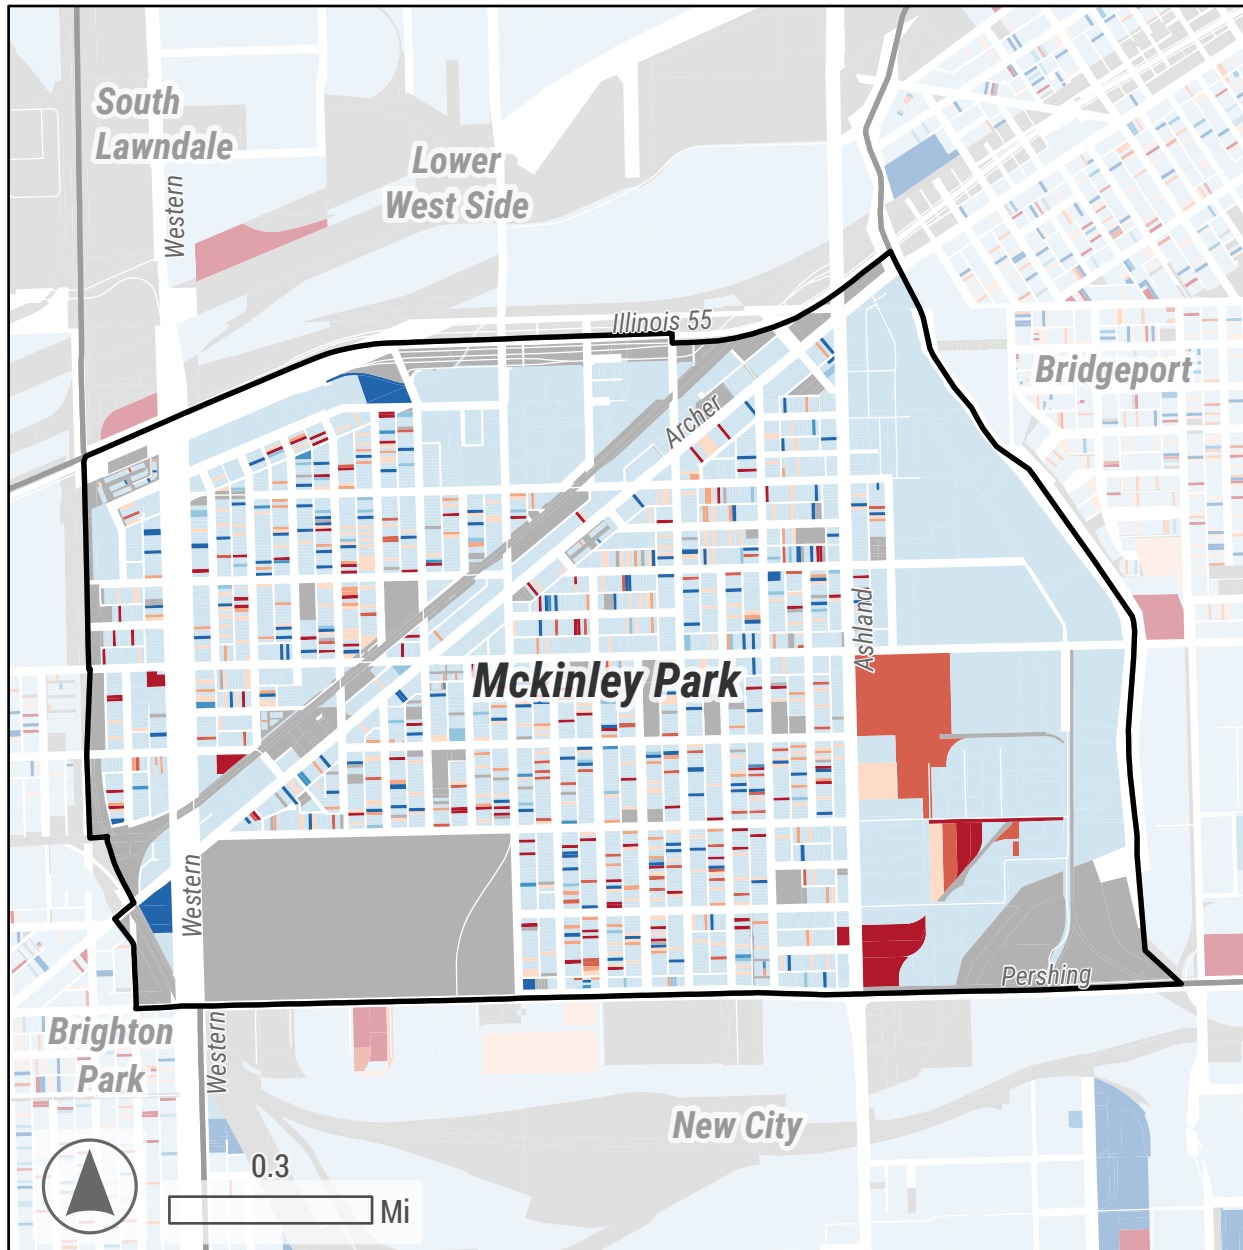 South
Lawndale
Lower
West Side
Western
Illinois 55
Bridgeport
Archer
Ashland
Mckinley Park
Western
Pershing
Brighton
Park
Western
New City
0.3
Mi